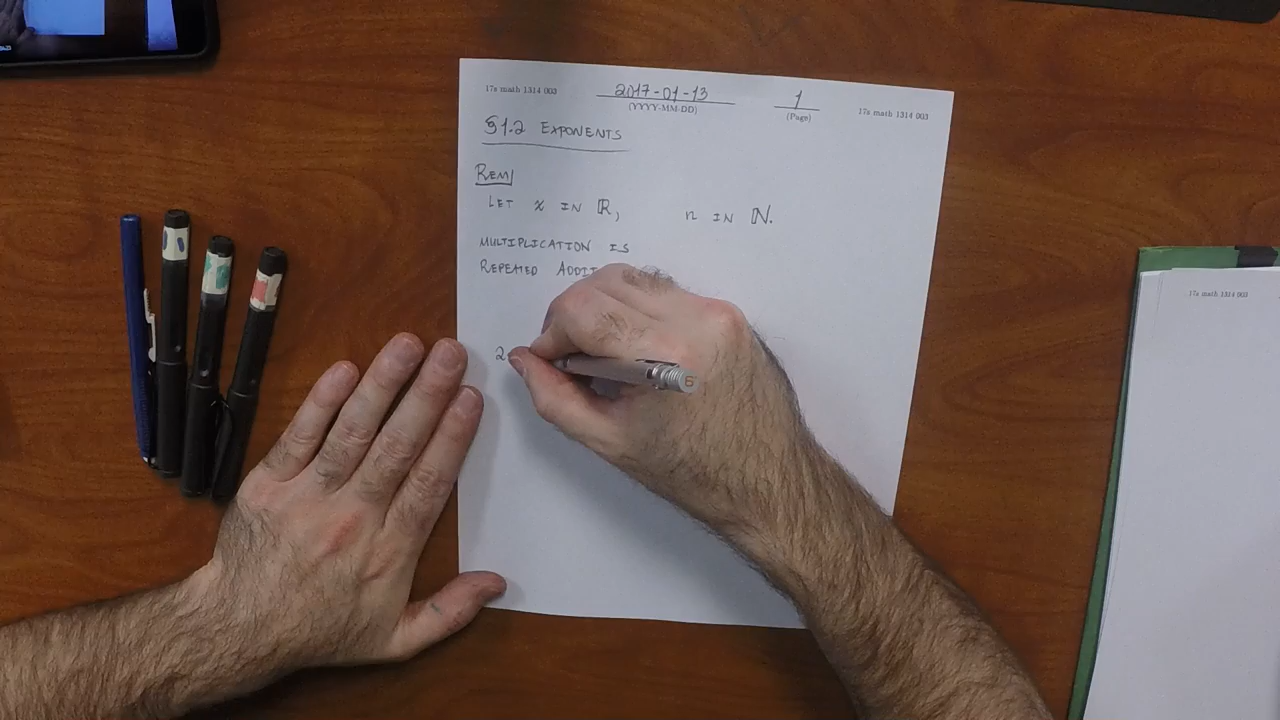 17s math 1314 003 2017-01-13 1 17s math 1314 003
(YYYY-MM-DD) (Page)
§1.2 EXPONENTS
REM
LET x IN ℝ, n IN ℕ.
MULTIPLICATION IS
REPEATED ADDI
2
17s math 1314 003